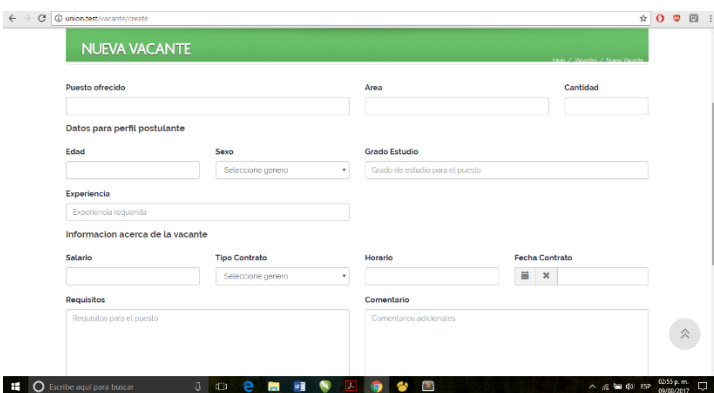 union.test/vacante/create
NUEVA VACANTE
Inicio / Vacantes / Nueva Vacante
Puesto ofrecido Area Cantidad
Datos para perfil postulante
Edad Sexo Grado Estudio
Seleccione genero Grado de estudio para el puesto
Experiencia
Experiencia requerida
Informacion acerca de la vacante
Salario Tipo Contrato Horario Fecha Contrato
Seleccione genero
Requisitos Comentario
Requisitos para el puesto Comentarios adicionales
Escribe aquí para buscar
ESP
02:55 p. m.
09/08/2017